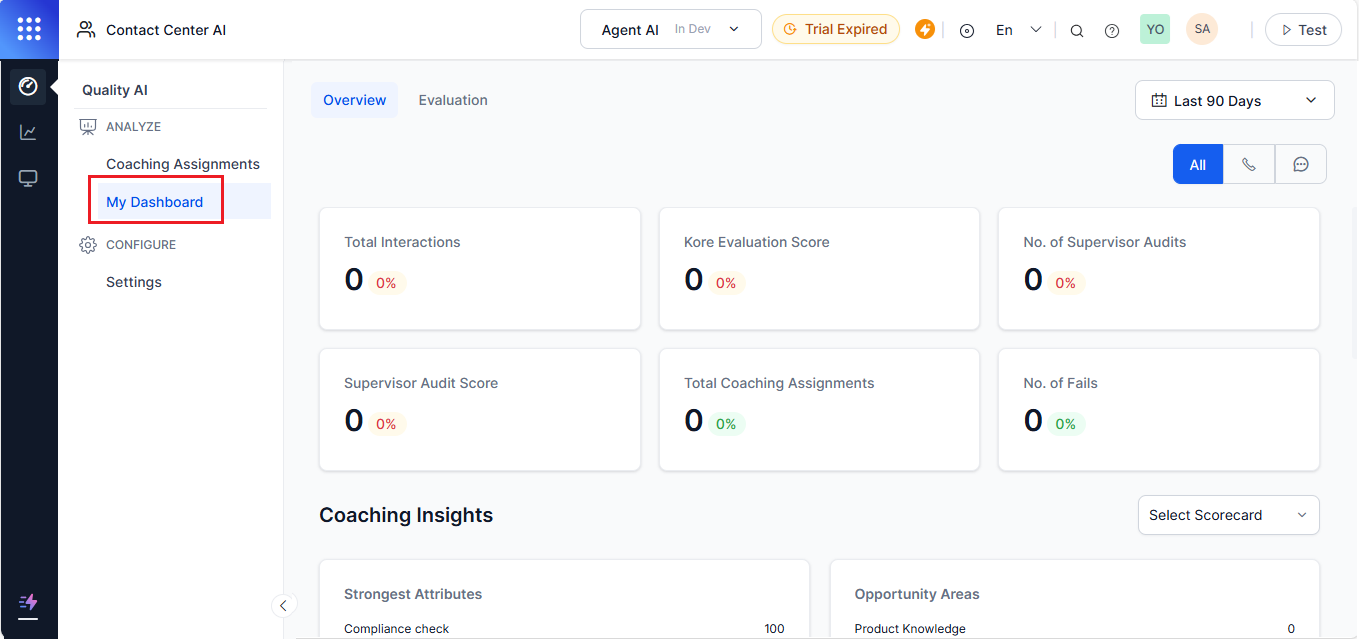 Contact Center AI
Agent AI In Dev
Trial Expired
En
YO
SA
Test
Quality AI
ANALYZE
Coaching Assignments
My Dashboard
CONFIGURE
Settings
Overview Evaluation
Last 90 Days
All
Total Interactions
0 0%
Kore Evaluation Score
0 0%
No. of Supervisor Audits
0 0%
Supervisor Audit Score
0 0%
Total Coaching Assignments
0 0%
No. of Fails
0 0%
Coaching Insights
Select Scorecard
Strongest Attributes
Compliance check 100
Opportunity Areas
Product Knowledge 0